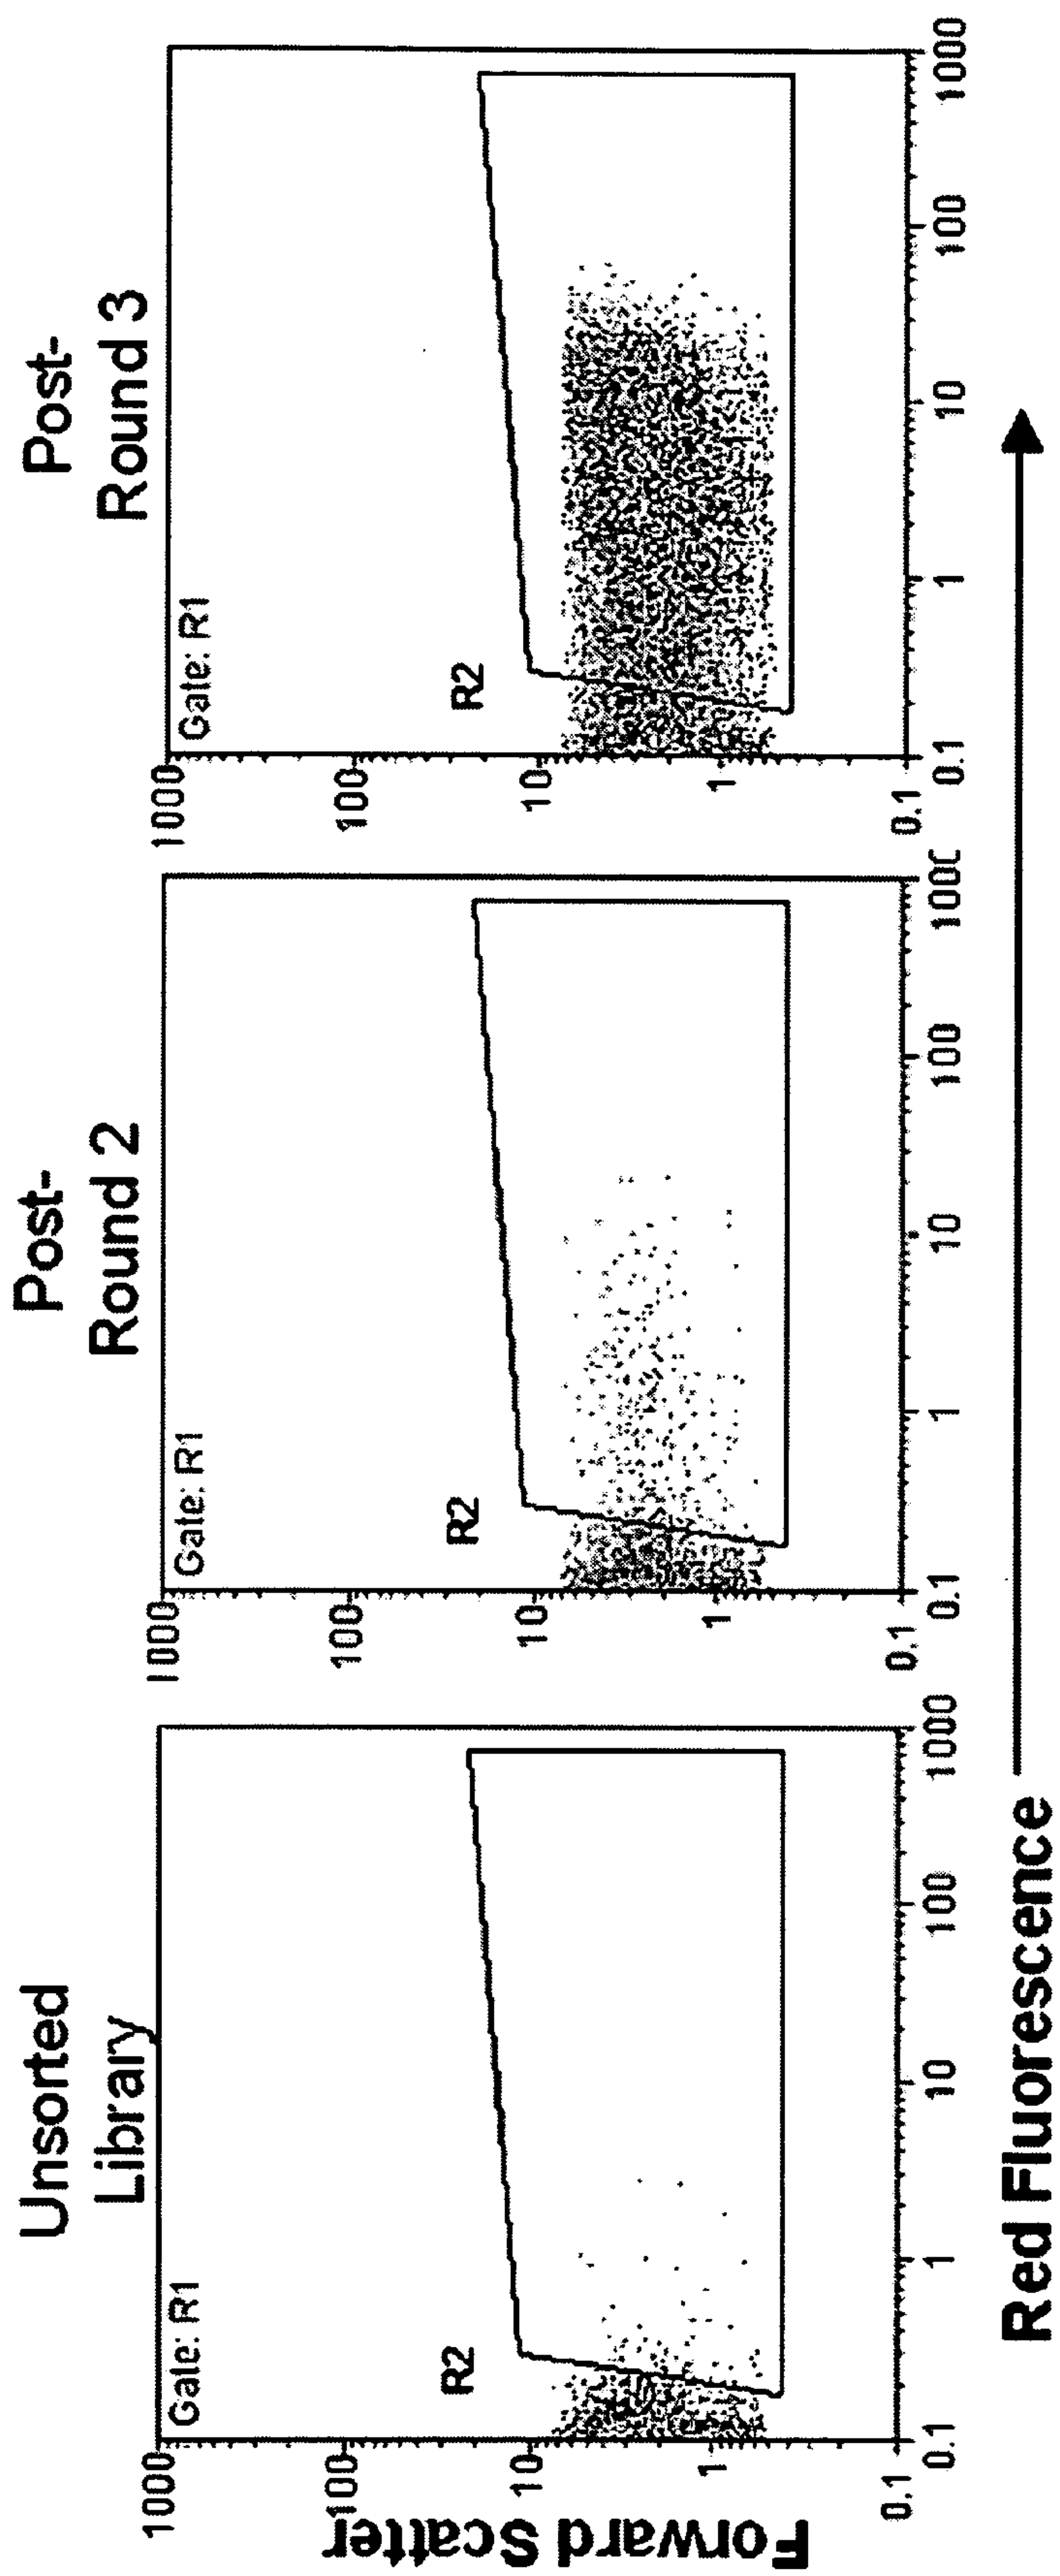 Unsorted
Library
Post-
Round 2
Post-
Round 3
Forward Scatter
1000
100
10
1
0.1
Gate: R1
R2
0.1
1
10
100
1000
1000
100
10
1
0.1
Gate: R1
R2
0.1
1
10
100
100C
1000
100
10
1
0.1
Gate: R1
R2
0.1
1
10
100
1000
Red Fluorescence